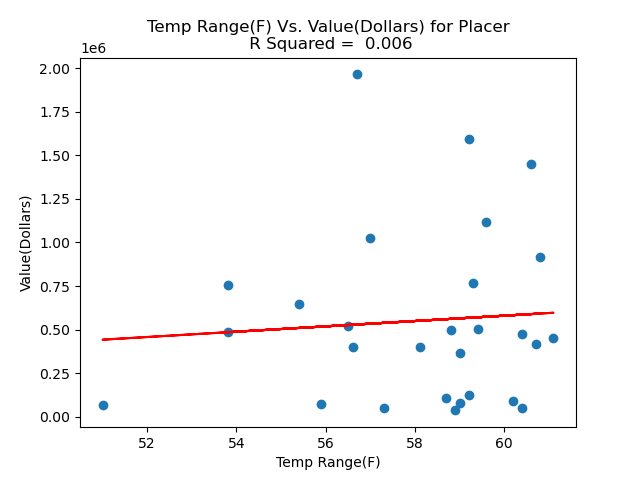 Temp Range(F) Vs. Value(Dollars) for Placer
R Squared =  0.006
1e6
2.00
1.75
1.50
1.25
1.00
0.75
0.50
0.25
0.00
Value(Dollars)
52 54 56 58 60
Temp Range(F)